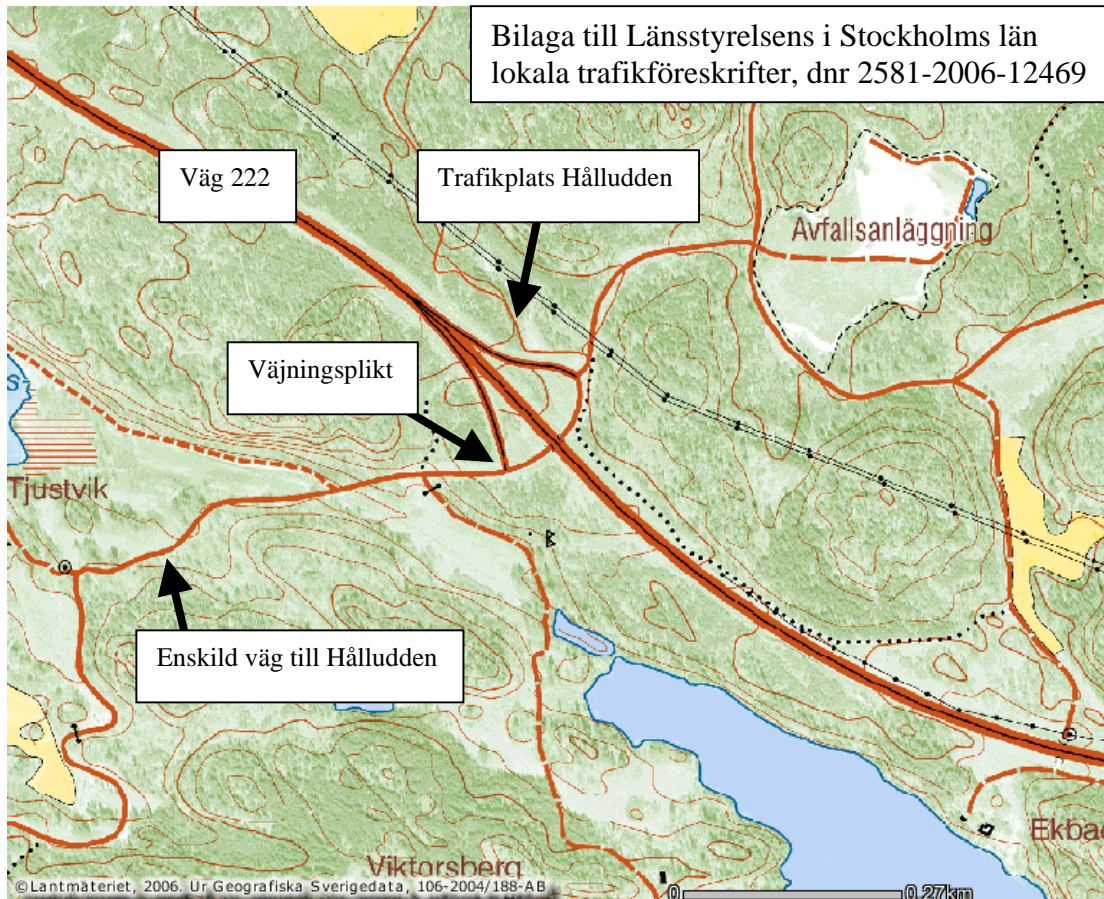 Bilaga till Länsstyrelsens i Stockholms län
lokala trafikföreskrifter, dnr 2581-2006-12469
Väg 222
Trafikplats Hålludden
Avfallsanläggning
Väjningsplikt
Tjustvik
Enskild väg till Hålludden
Ekbac
Viktorsberg
©Lantmäteriet, 2006. Ur Geografiska Sverigedata, 106-2004/188-AB
0 0.27km